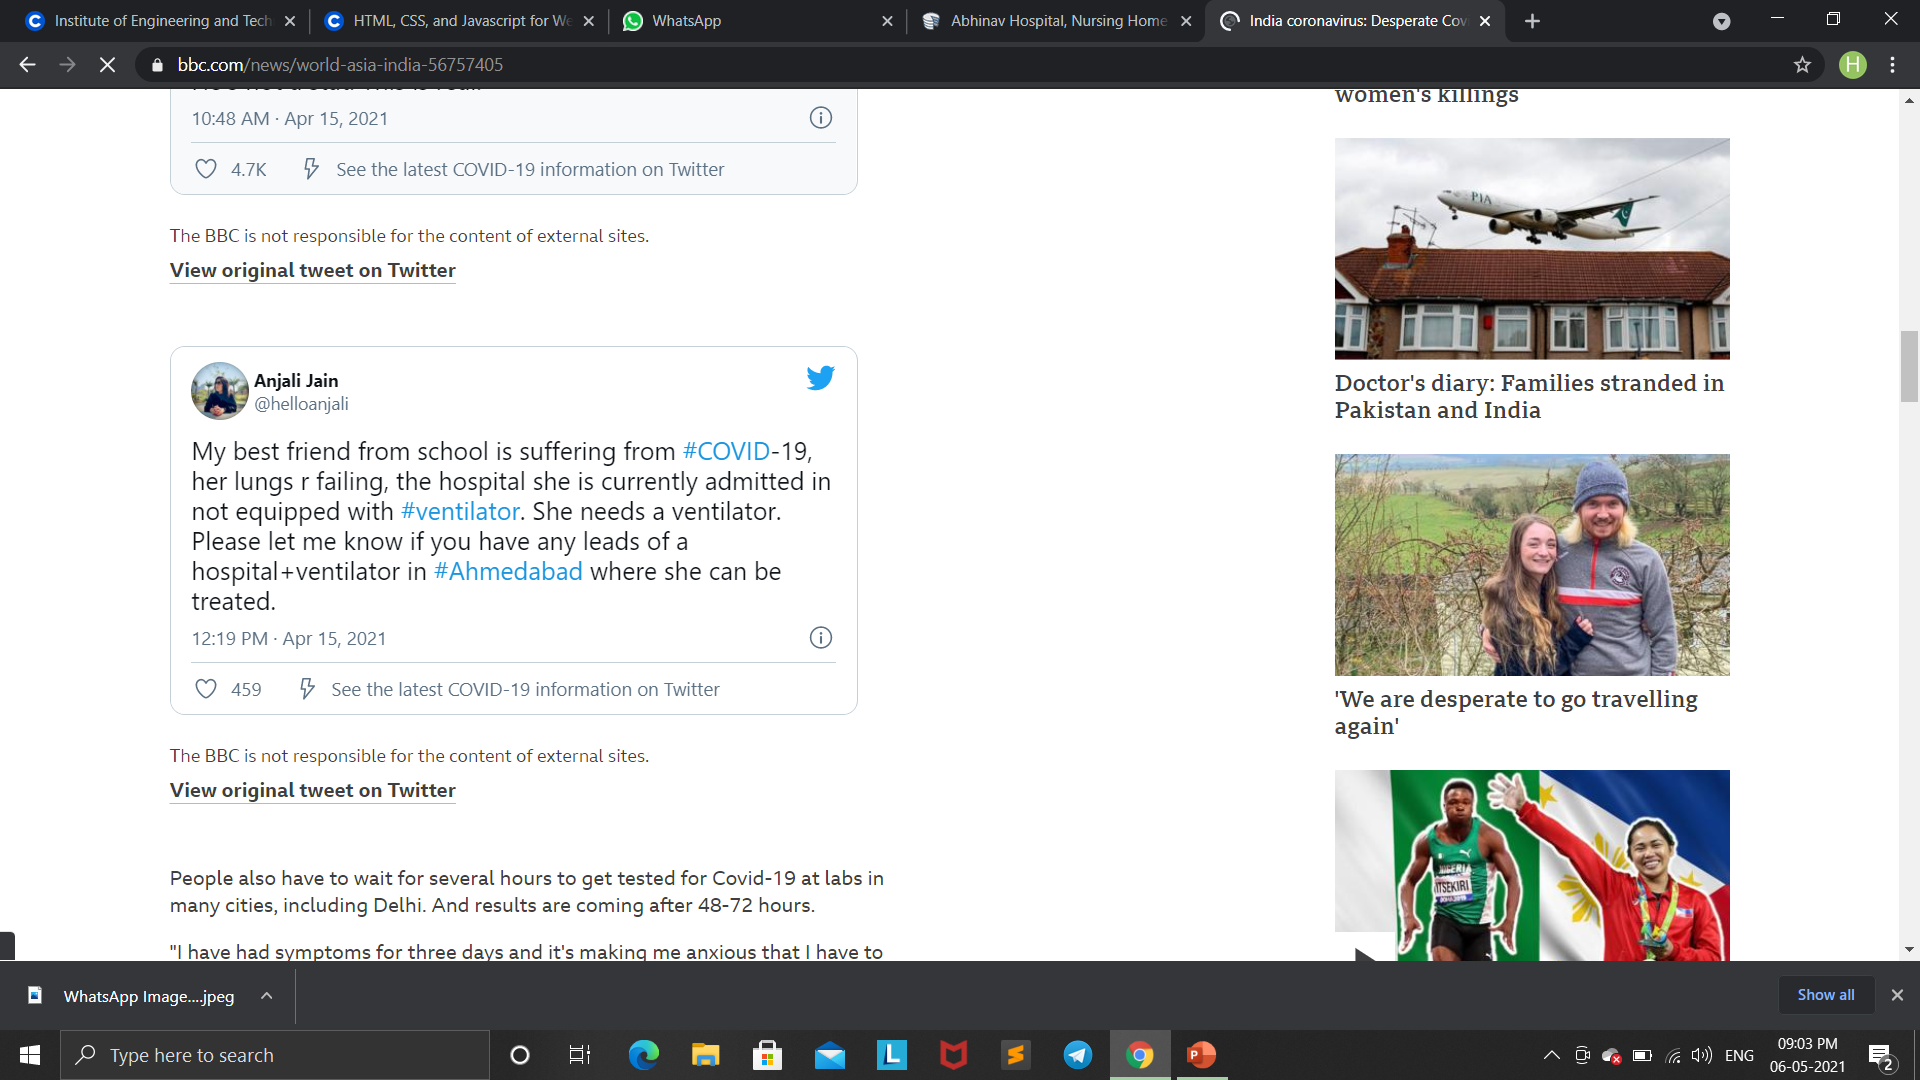 Institute of Engineering and Tech
HTML, CSS, and Javascript for We
WhatsApp
Abhinav Hospital, Nursing Home
India coronavirus: Desperate Cov
bbc.com/news/world-asia-india-56757405
H
10:48 AM · Apr 15, 2021
4.7K
See the latest COVID-19 information on Twitter
The BBC is not responsible for the content of external sites.
View original tweet on Twitter
Anjali Jain
@helloanjali
My best friend from school is suffering from #COVID-19,
her lungs r failing, the hospital she is currently admitted in
not equipped with #ventilator. She needs a ventilator.
Please let me know if you have any leads of a
hospital+ventilator in #Ahmedabad where she can be
treated.
12:19 PM · Apr 15, 2021
459
See the latest COVID-19 information on Twitter
The BBC is not responsible for the content of external sites.
View original tweet on Twitter
People also have to wait for several hours to get tested for Covid-19 at labs in
many cities, including Delhi. And results are coming after 48-72 hours.
"I have had symptoms for three days and it's making me anxious that I have to
women's killings
PIA
Doctor's diary: Families stranded in
Pakistan and India
'We are desperate to go travelling
again'
NIGERIA
ITSEKIRI
WhatsApp Image....jpeg
Show all
Type here to search
L
P
ENG
09:03 PM
06-05-2021
2